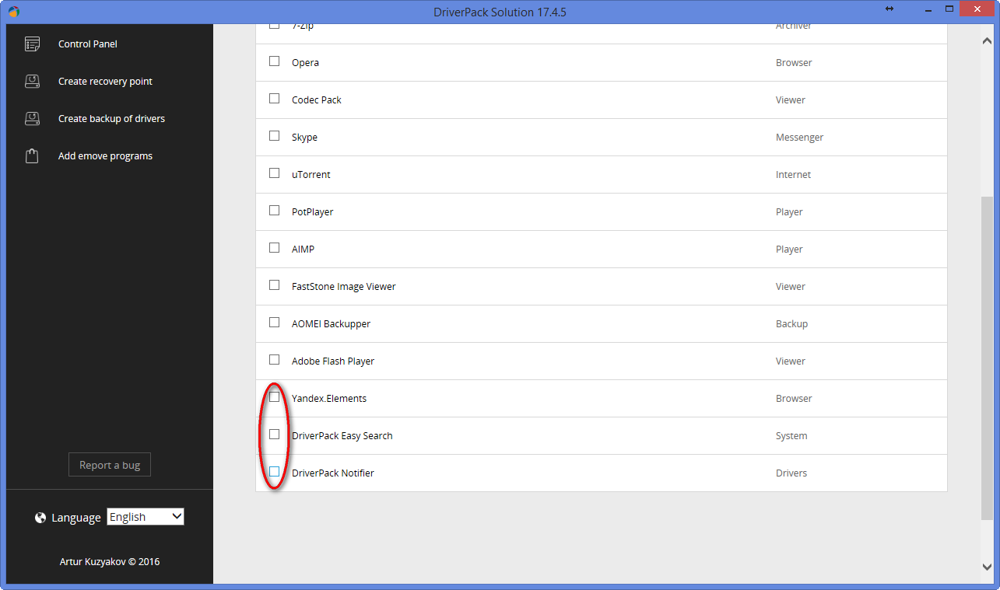 DriverPack Solution 17.4.5
Control Panel
Create recovery point
Create backup of drivers
Add emove programs
Report a bug
Language English
Artur Kuzyakov © 2016
7-Zip Archiver
Opera Browser
Codec Pack Viewer
Skype Messenger
uTorrent Internet
PotPlayer Player
AIMP Player
FastStone Image Viewer Viewer
AOMEI Backupper Backup
Adobe Flash Player Viewer
Yandex.Elements Browser
DriverPack Easy Search System
DriverPack Notifier Drivers